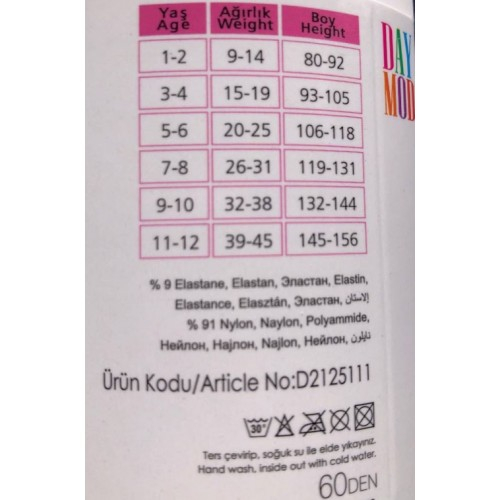 Yaş Age Ağırlık Weight Boy Height
1-2 9-14 80-92
3-4 15-19 93-105
5-6 20-25 106-118
7-8 26-31 119-131
9-10 32-38 132-144
11-12 39-45 145-156
DAY
MOD
% 9 Elastane, Elastan, Эластан, Elastin,
Elastance, Elasztán, Эластан, إلاستان
% 91 Nylon, Naylon, Polyammide,
Нейлон, Најлон, Najlon, Нейлон, نايلون
Ürün Kodu/Article No:D2125111
30°
Ters çevirip, soğuk su ile elde yıkayınız.
Hand wash, inside out with cold water.
60DEN